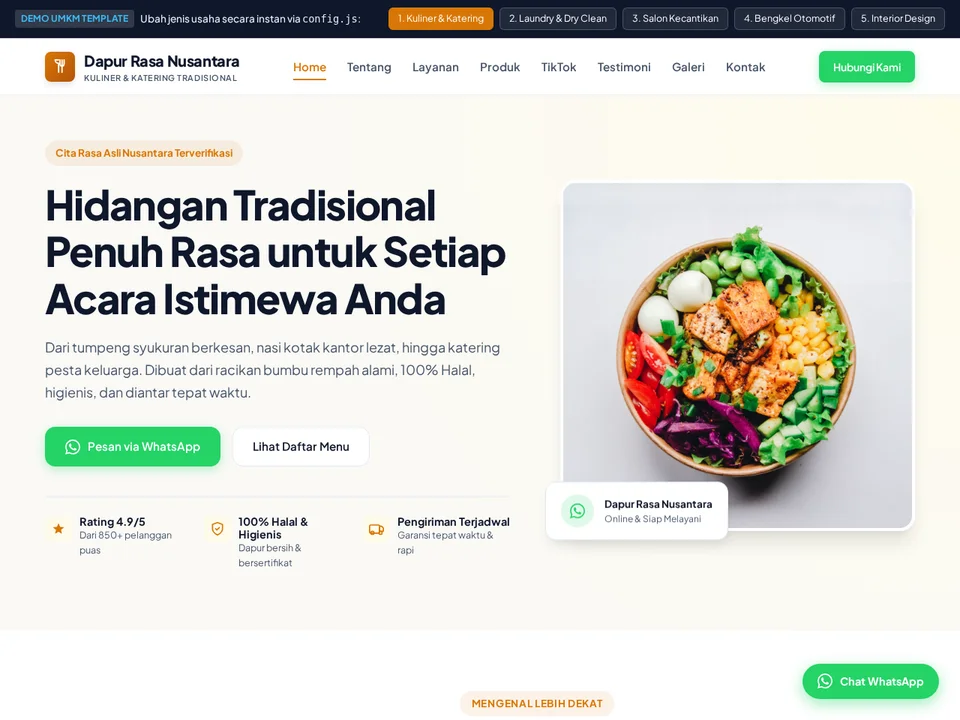 DEMO UMKM TEMPLATE Ubah jenis usaha secara instan via config.js: 1. Kuliner & Katering 2. Laundry & Dry Clean 3. Salon Kecantikan 4. Bengkel Otomotif 5. Interior Design
Dapur Rasa Nusantara
KULINER & KATERING TRADISIONAL
Home Tentang Layanan Produk TikTok Testimoni Galeri Kontak
Hubungi Kami
Cita Rasa Asli Nusantara Terverifikasi
Hidangan Tradisional
Penuh Rasa untuk Setiap
Acara Istimewa Anda
Dari tumpeng syukuran berkesan, nasi kotak kantor lezat, hingga katering
pesta keluarga. Dibuat dari racikan bumbu rempah alami, 100% Halal,
higienis, dan diantar tepat waktu.
Pesan via WhatsApp
Lihat Daftar Menu
Rating 4.9/5
Dari 850+ pelanggan
puas
100% Halal &
Higienis
Dapur bersih &
bersertifikat
Pengiriman Terjadwal
Garansi tepat waktu &
rapi
Dapur Rasa Nusantara
Online & Siap Melayani
Chat WhatsApp
MENGENAL LEBIH DEKAT